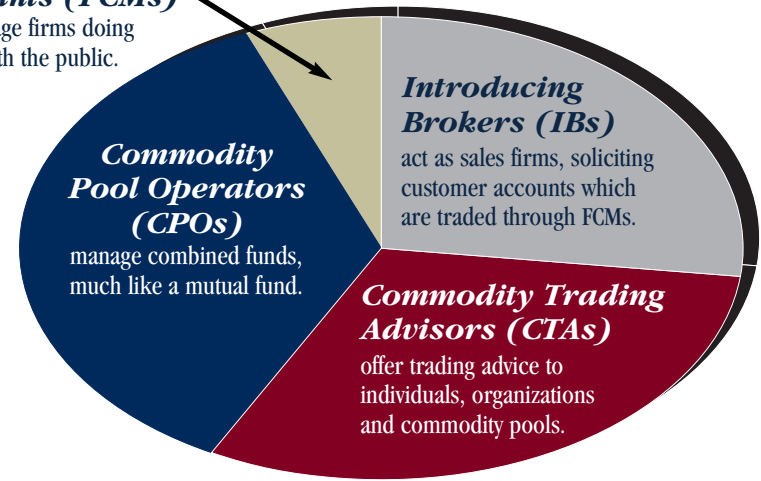 (FCMs)
firms doing
the public.
Introducing
Brokers (IBs)
act as sales firms, soliciting
customer accounts which
are traded through FCMs.
Commodity
Pool Operators
(CPOs)
manage combined funds,
much like a mutual fund.
Commodity Trading
Advisors (CTAs)
offer trading advice to
individuals, organizations
and commodity pools.